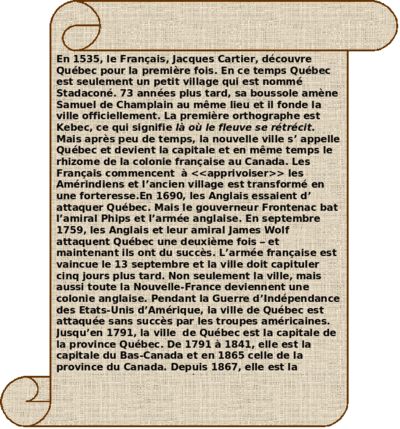 En 1535, le Français, Jacques Cartier, découvre
Québec pour la première fois. En ce temps Québec
est seulement un petit village qui est nommé
Stadaconé. 73 années plus tard, sa boussole amène
Samuel de Champlain au même lieu et il fonde la
ville officiellement. La première orthographe est
Kebec, ce qui signifie là où le fleuve se rétrécit.
Mais après peu de temps, la nouvelle ville s’ appelle
Québec et devient la capitale et en même temps le
rhizome de la colonie française au Canada. Les
Français commencent à <<apprivoiser>> les
Amérindiens et l’ancien village est transformé en
une forteresse.En 1690, les Anglais essaient d’
attaquer Québec. Mais le gouverneur Frontenac bat
l’amiral Phips et l’armée anglaise. En septembre
1759, les Anglais et leur amiral James Wolf
attaquent Québec une deuxième fois – et
maintenant ils ont du succès. L’armée française est
vaincue le 13 septembre et la ville doit capituler
cinq jours plus tard. Non seulement la ville, mais
aussi toute la Nouvelle-France deviennent une
colonie anglaise. Pendant la Guerre d’Indépendance
des Etats-Unis d’Amérique, la ville de Québec est
attaquée sans succès par les troupes américaines.
Jusqu’en 1791, la ville de Québec est la capitale de
la province Québec. De 1791 à 1841, elle est la
capitale du Bas-Canada et en 1865 celle de la
province du Canada. Depuis 1867, elle est la